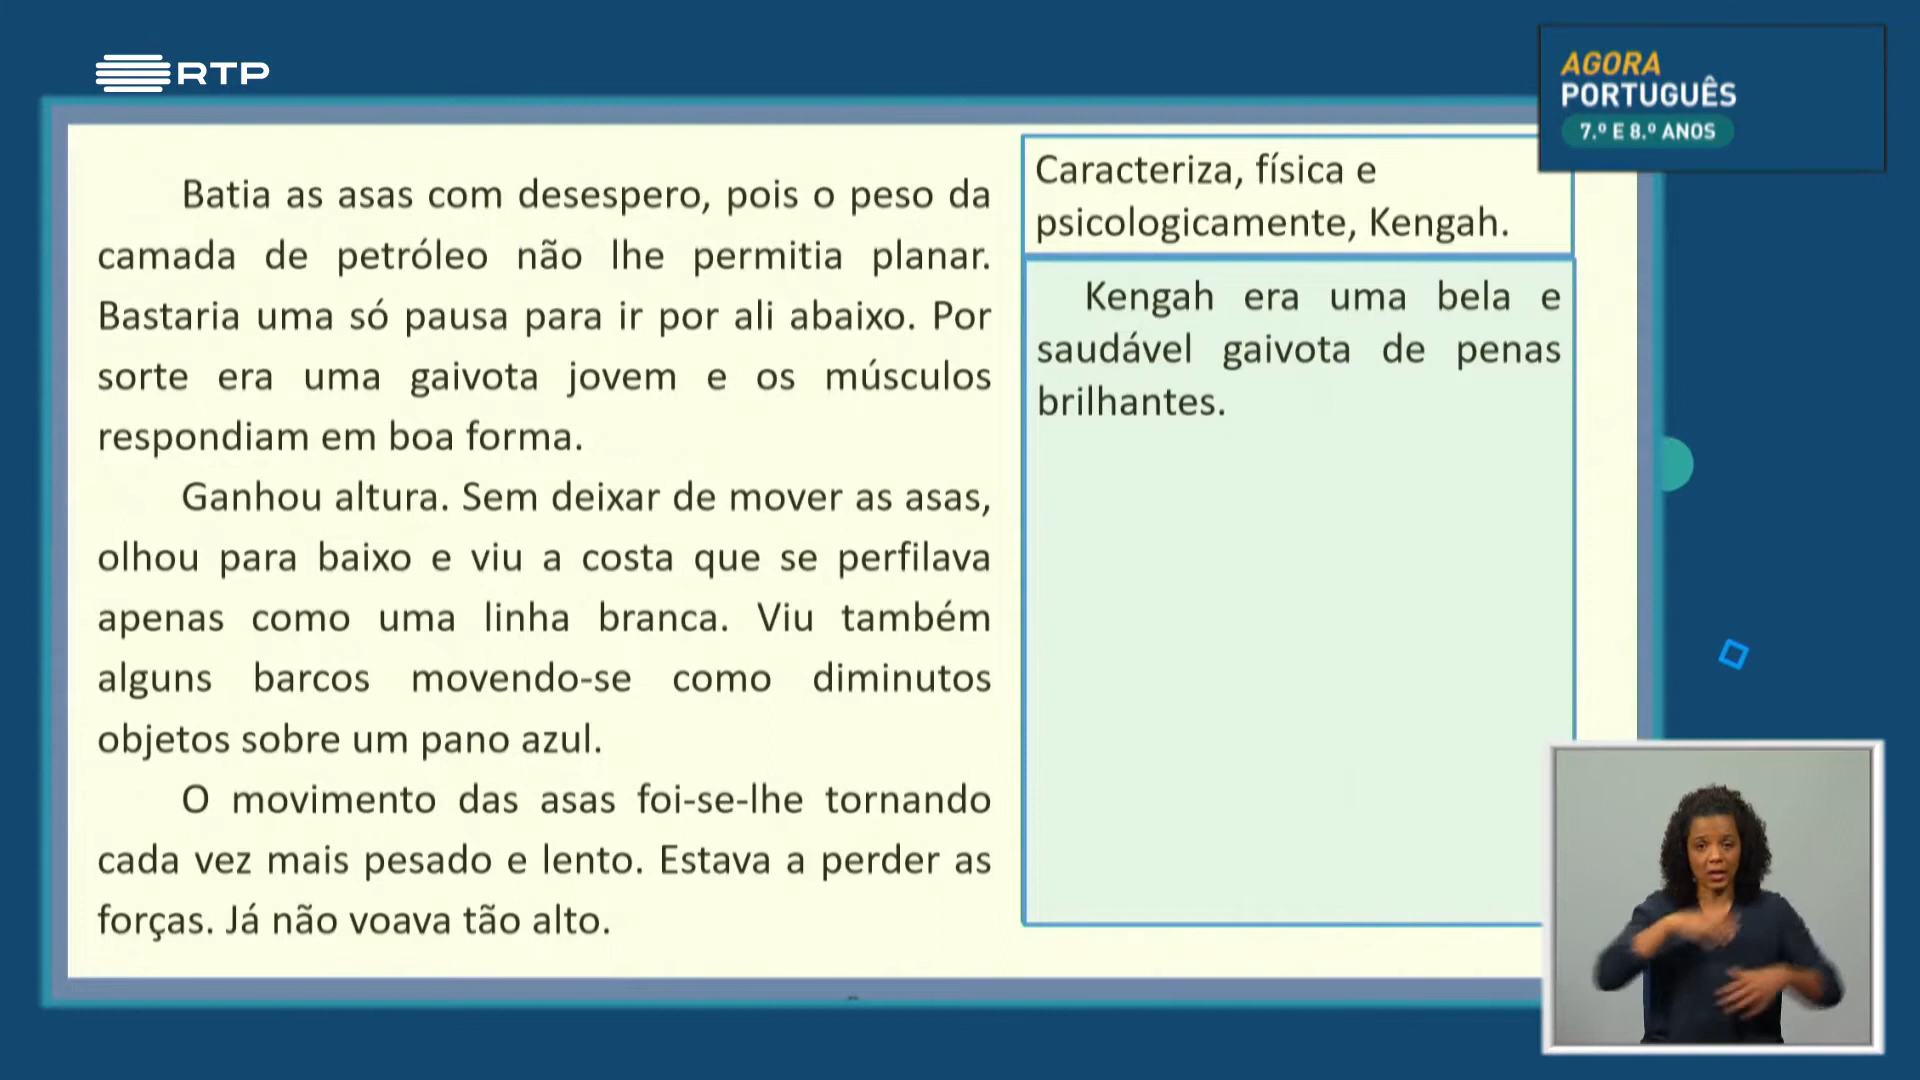 RTP
AGORA
PORTUGUÊS
7.º E 8.º ANOS
Batia as asas com desespero, pois o peso da
camada de petróleo não lhe permitia planar.
Bastaria uma só pausa para ir por ali abaixo. Por
sorte era uma gaivota jovem e os músculos
respondiam em boa forma.
Ganhou altura. Sem deixar de mover as asas,
olhou para baixo e viu a costa que se perfilava
apenas como uma linha branca. Viu também
alguns barcos movendo-se como diminutos
objetos sobre um pano azul.
O movimento das asas foi-se-lhe tornando
cada vez mais pesado e lento. Estava a perder as
forças. Já não voava tão alto.
Caracteriza, física e
psicologicamente, Kengah.
Kengah era uma bela e
saudável gaivota de penas
brilhantes.